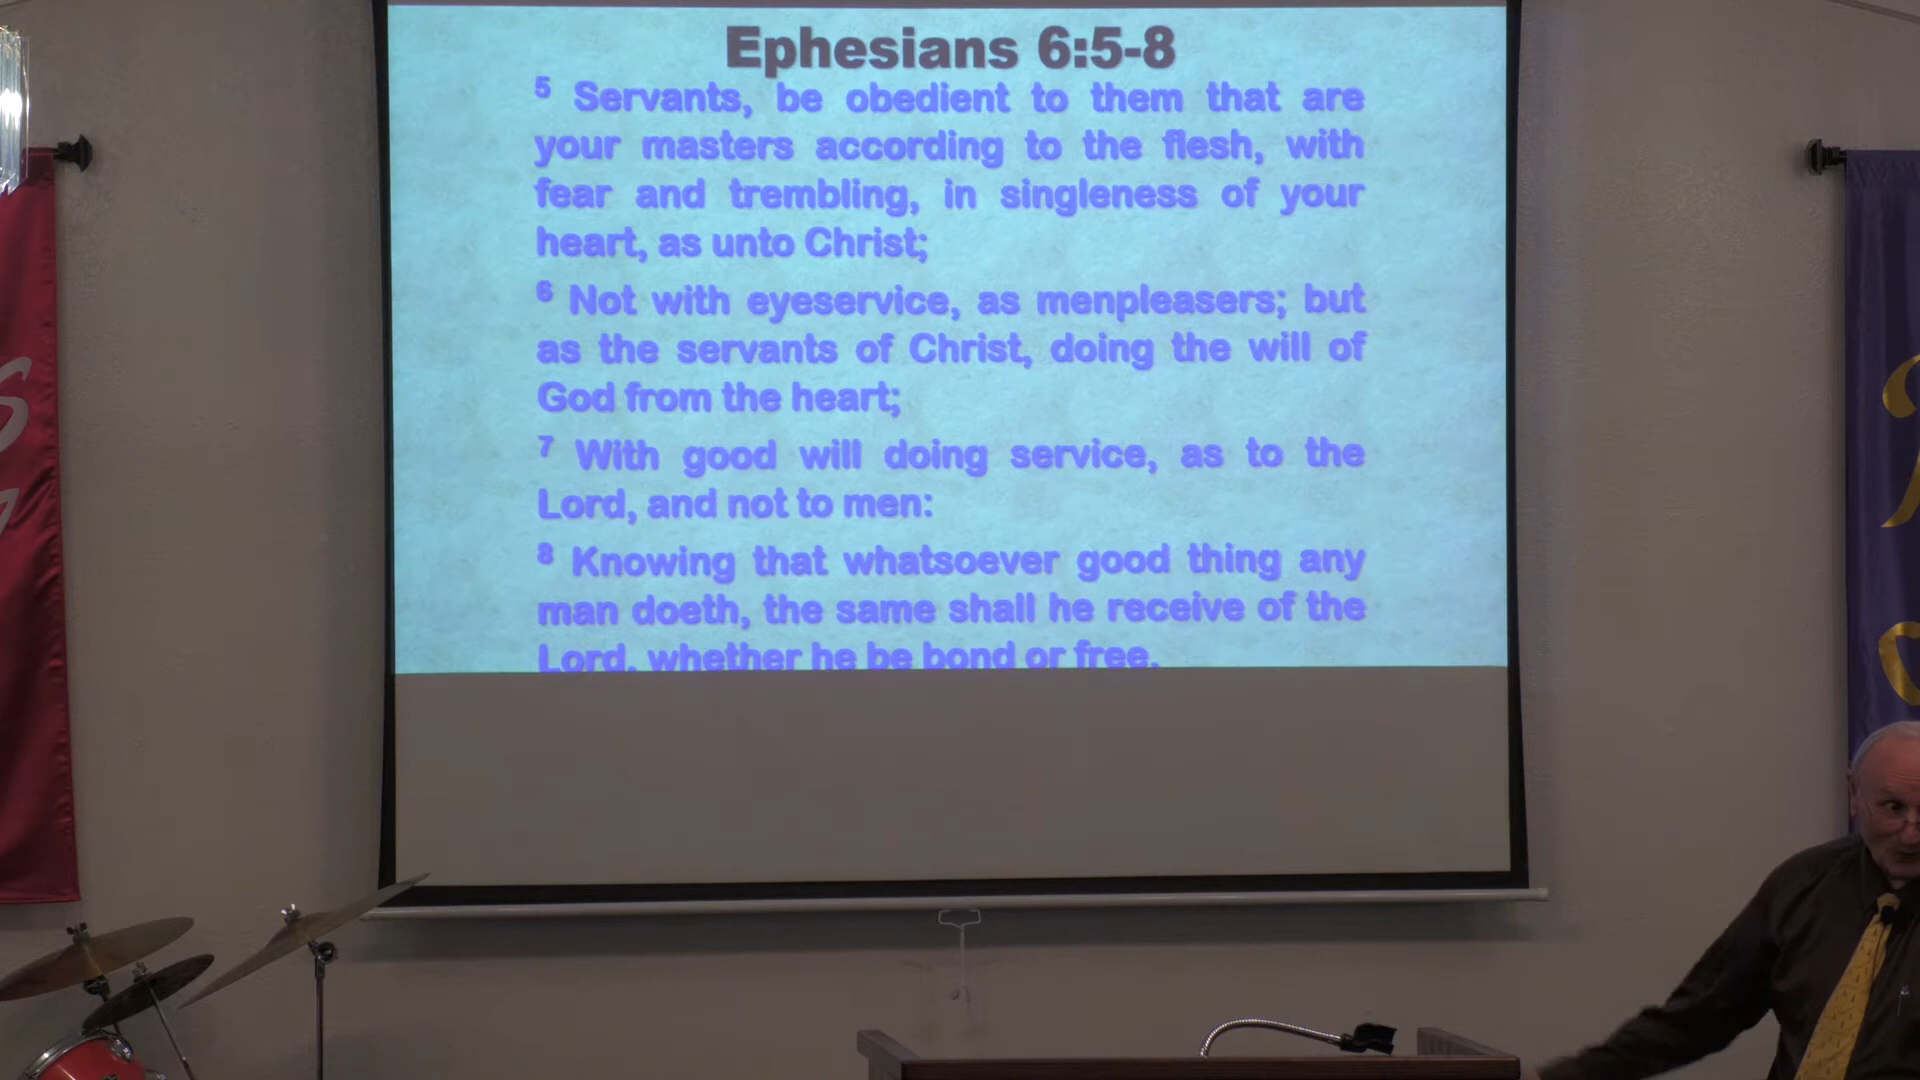 Ephesians 6:5-8
5 Servants, be obedient to them that are
your masters according to the flesh, with
fear and trembling, in singleness of your
heart, as unto Christ;
6 Not with eyeservice, as menpleasers; but
as the servants of Christ, doing the will of
God from the heart;
7 With good will doing service, as to the
Lord, and not to men:
8 Knowing that whatsoever good thing any
man doeth, the same shall he receive of the
Lord, whether he be bond or free.